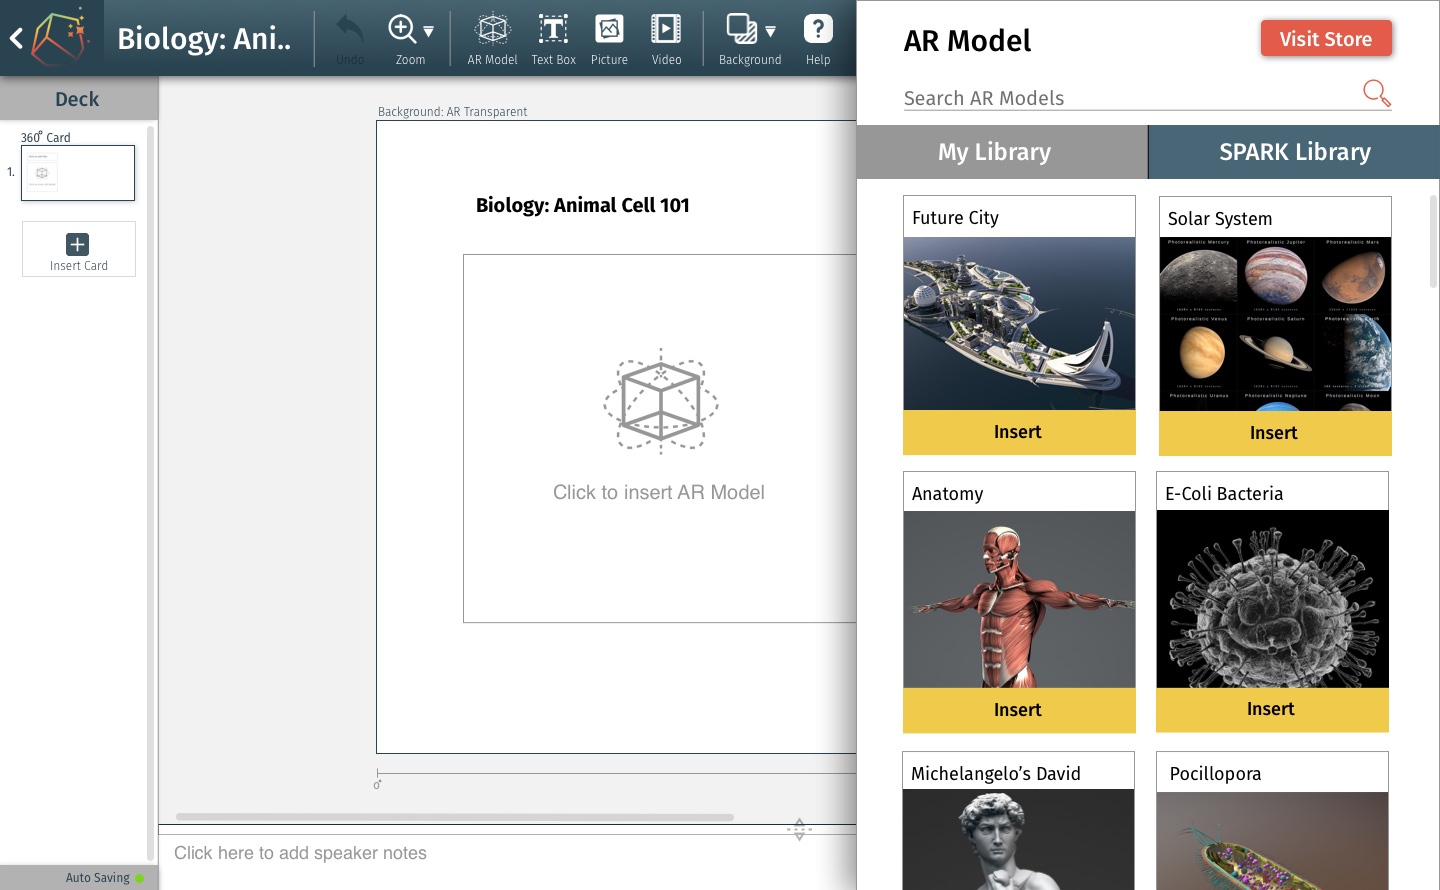 Biology: Ani..
Undo
Zoom
AR Model
Text Box
Picture
Video
Background
Help
Deck
360° Card
1.
Insert Card
Auto Saving
Background: AR Transparent
Biology: Animal Cell 101
Click to insert AR Model
0°
Click here to add speaker notes
AR Model
Visit Store
Search AR Models
My Library
SPARK Library
Future City
Insert
Solar System
Photorealistic Mercury
Photorealistic Jupiter
Photorealistic Mars
Photorealistic Venus
Photorealistic Saturn
Photorealistic Earth
Photorealistic Uranus
Photorealistic Neptune
Photorealistic Moon
Insert
Anatomy
Insert
E-Coli Bacteria
Insert
Michelangelo’s David
Pocillopora